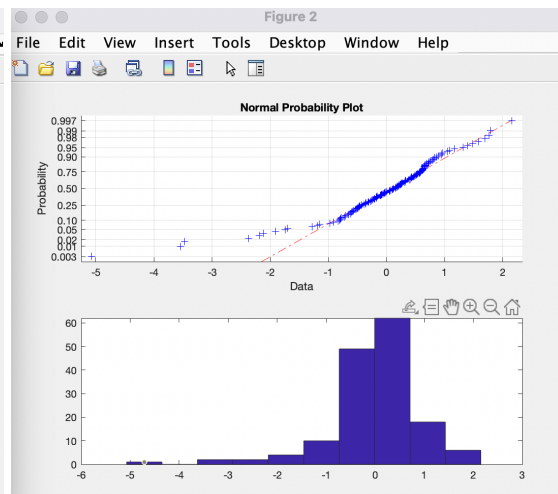 Figure 2
File Edit View Insert Tools Desktop Window Help
Normal Probability Plot
0.997
0.99
0.98
0.95
0.90
0.75
0.50
0.25
0.10
0.05
0.02
0.01
0.003
Probability
-5 -4 -3 -2 -1 0 1 2
Data
60
50
40
30
20
10
0
-6 -5 -4 -3 -2 -1 0 1 2 3